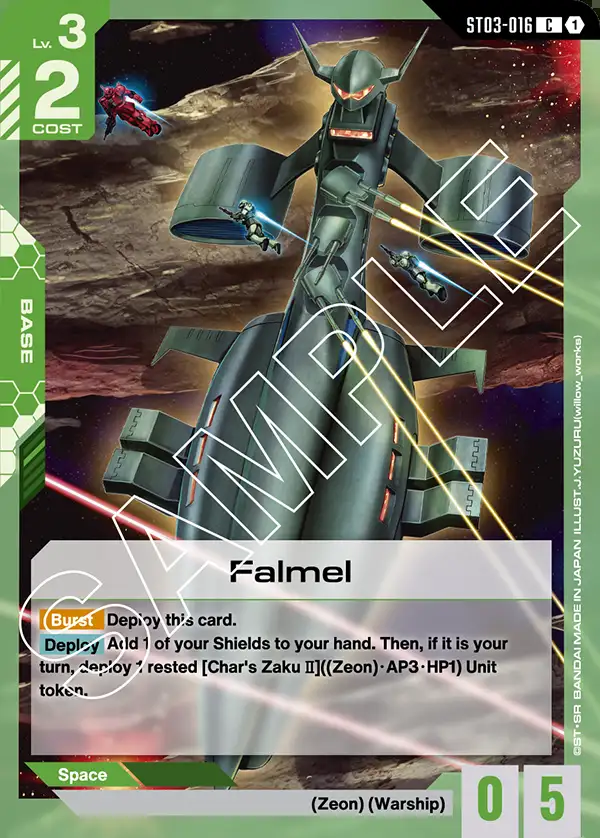 ST03-016 C 1
Lv. 3
2
COST
BASE
SAMPLE
Falmel
Burst Deploy this card.
Deploy Add 1 of your Shields to your hand. Then, if it is your
turn, deploy 1 rested [Char's Zaku Ⅱ]((Zeon)･AP3･HP1) Unit
token.
Space
(Zeon) (Warship)
0 5
©ST･SR BANDAI MADE IN JAPAN ILLUST.J.YUZURU(willow_works)